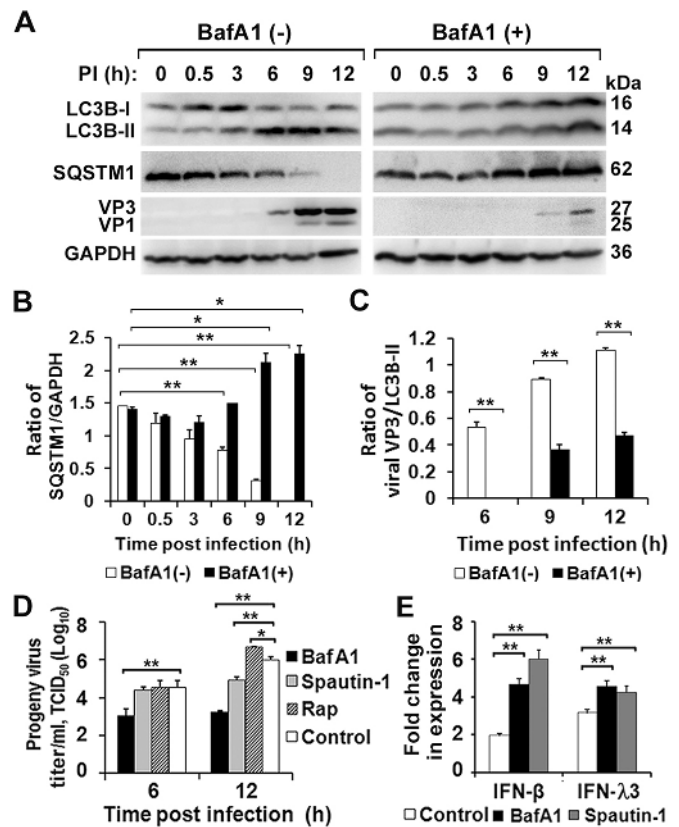 A
BafA1 (-) BafA1 (+)
PI (h): 0 0.5 3 6 9 12 0 0.5 3 6 9 12 kDa
LC3B-I 16
LC3B-II 14
SQSTM1 62
VP3 27
VP1 25
GAPDH 36
B
Ratio of
SQSTM1/GAPDH
2.5
2
1.5
1
0.5
0
* 
*
**
**
**
0 0.5 3 6 9 12
Time post infection (h)
BafA1(-) BafA1(+)
C
Ratio of
viral VP3/LC3B-II
1.2
1
0.8
0.6
0.4
0.2
0
** ** **
6 9 12
Time post infection (h)
BafA1(-) BafA1(+)
D
Progeny virus
titer/ml, TCID50 (Log10)
8
6
4
2
0
**
**
**
*
BafA1
Spautin-1
Rap
Control
6 12
Time post infection (h)
E
Fold change
in expression
8
6
4
2
0
**
**
**
**
IFN-β IFN-λ3
Control BafA1 Spautin-1